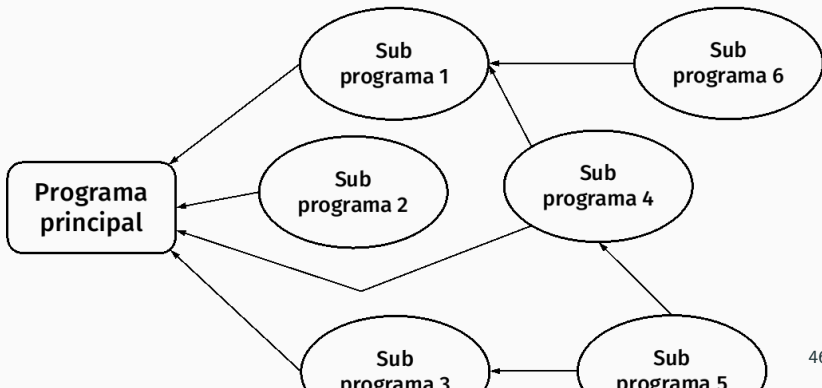 Sub
programa 1
Sub
programa 6
Sub
programa 2
Sub
programa 4
Programa
principal
Sub
programa 3
Sub
programa 5
46